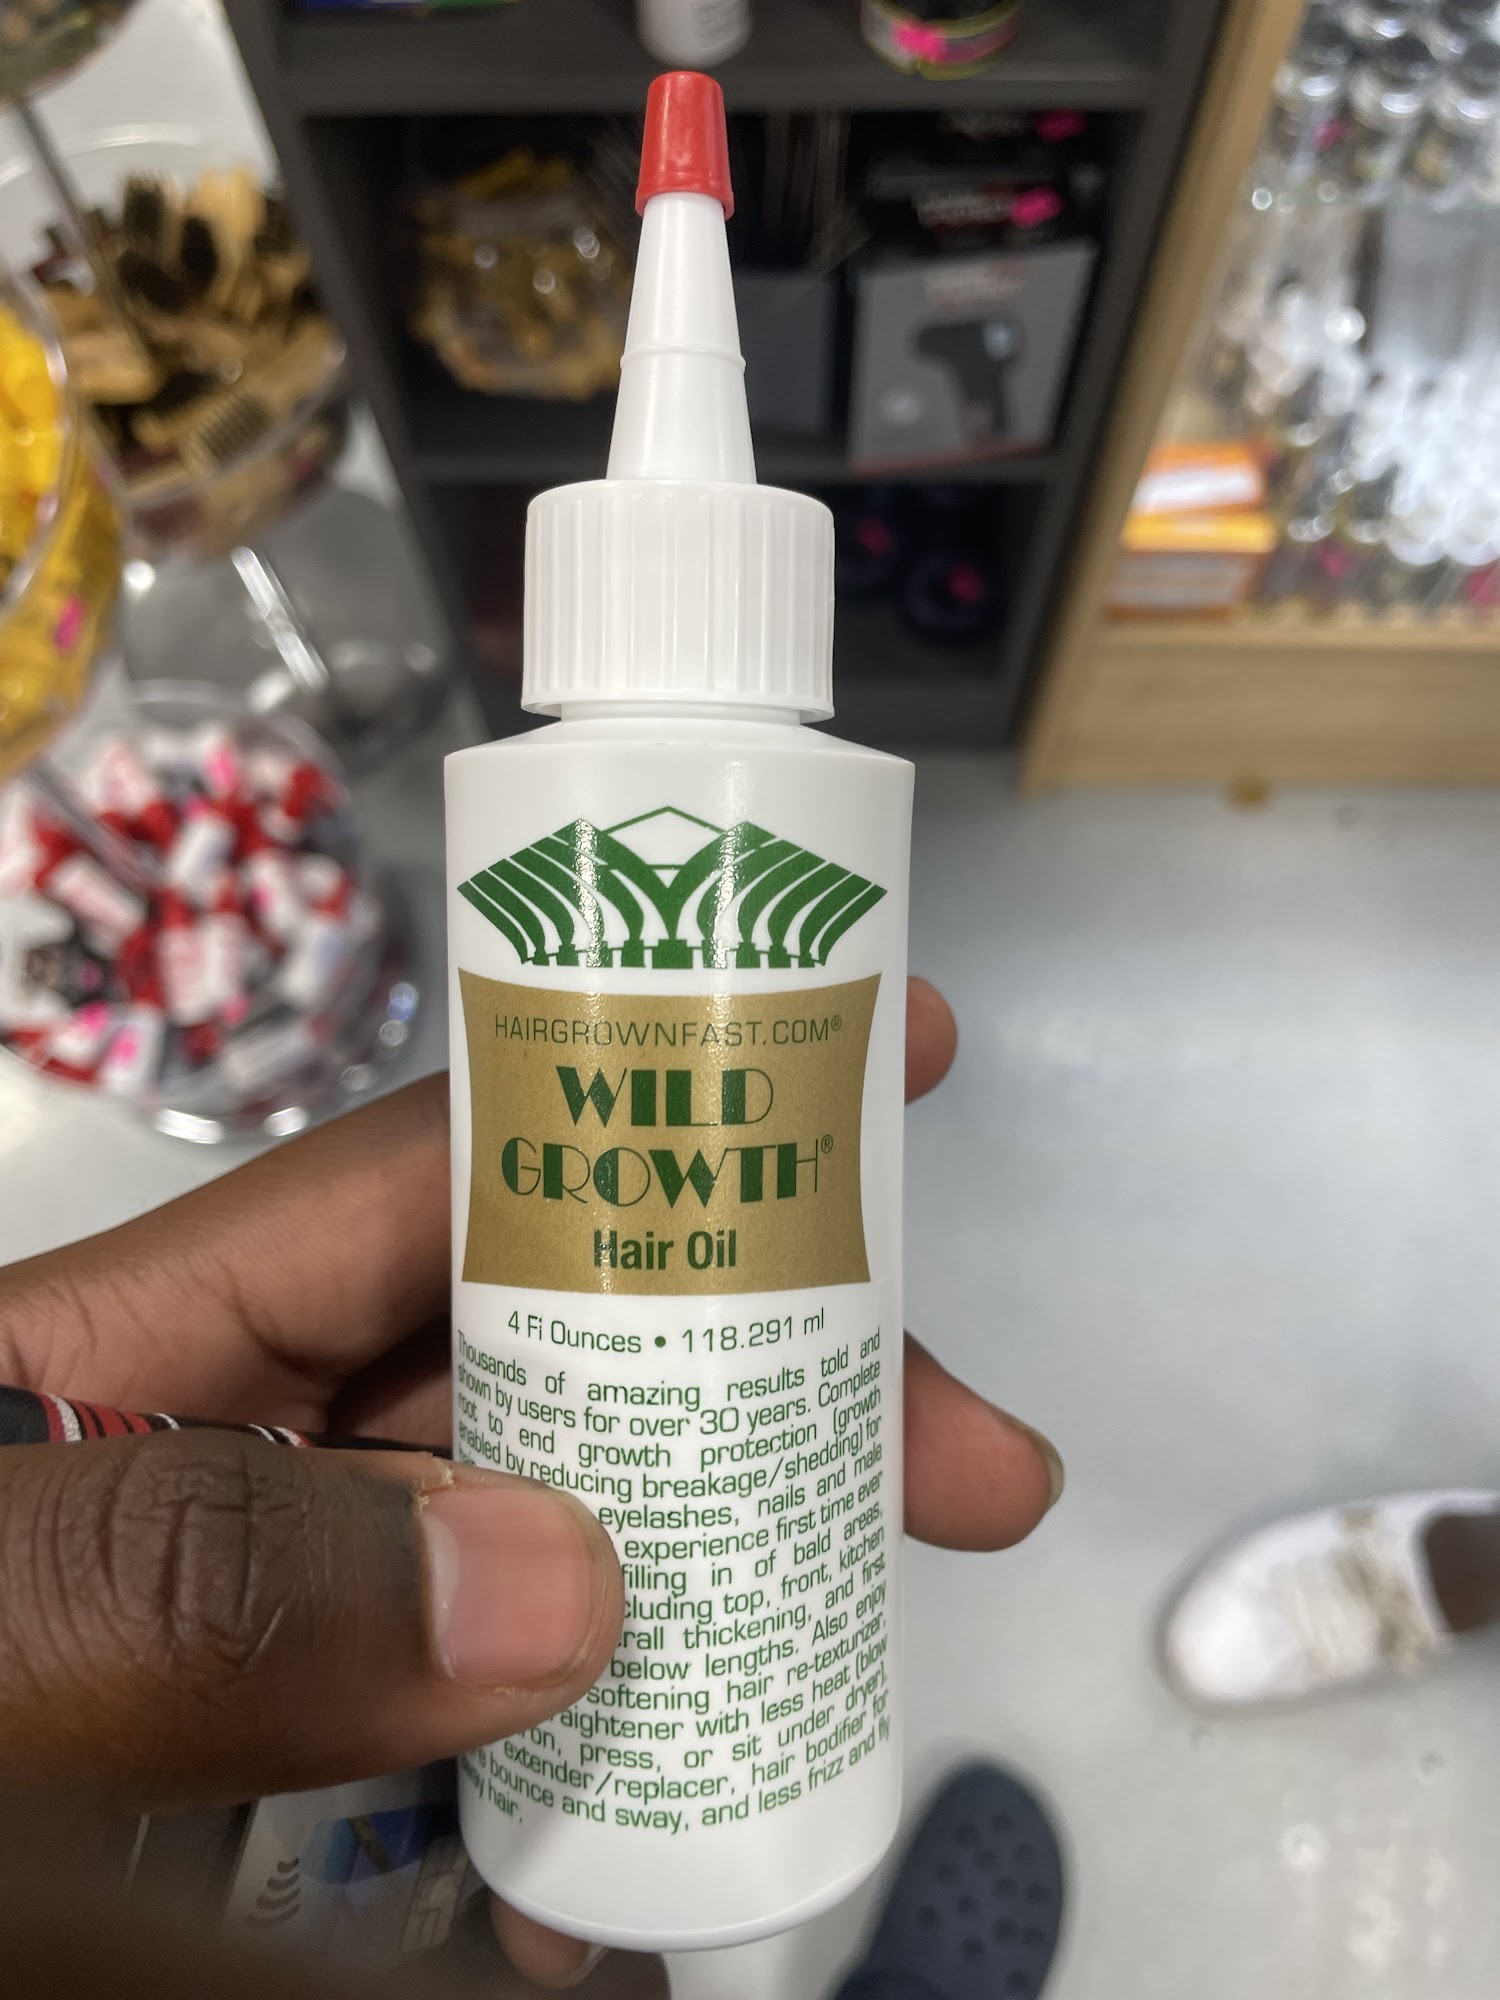 HAIRGROWNFAST.COM®
WILD
GROWTH®
Hair Oil
4 Fi Ounces • 118.291 ml
Thousands of amazing results told and
shown by users for over 30 years. Complete
root to end growth protection (growth
enabled by reducing breakage/shedding) for
eyelashes, nails and male
experience first time ever
filling in of bald areas,
cluding top, front, kitchen
rall thickening, and first
below lengths. Also enjoy
softening hair re-texturizer,
aightener with less heat (blow
ron, press, or sit under dryer),
extender/replacer, hair bodifier for
bounce and sway, and less frizz and fly
away hair.